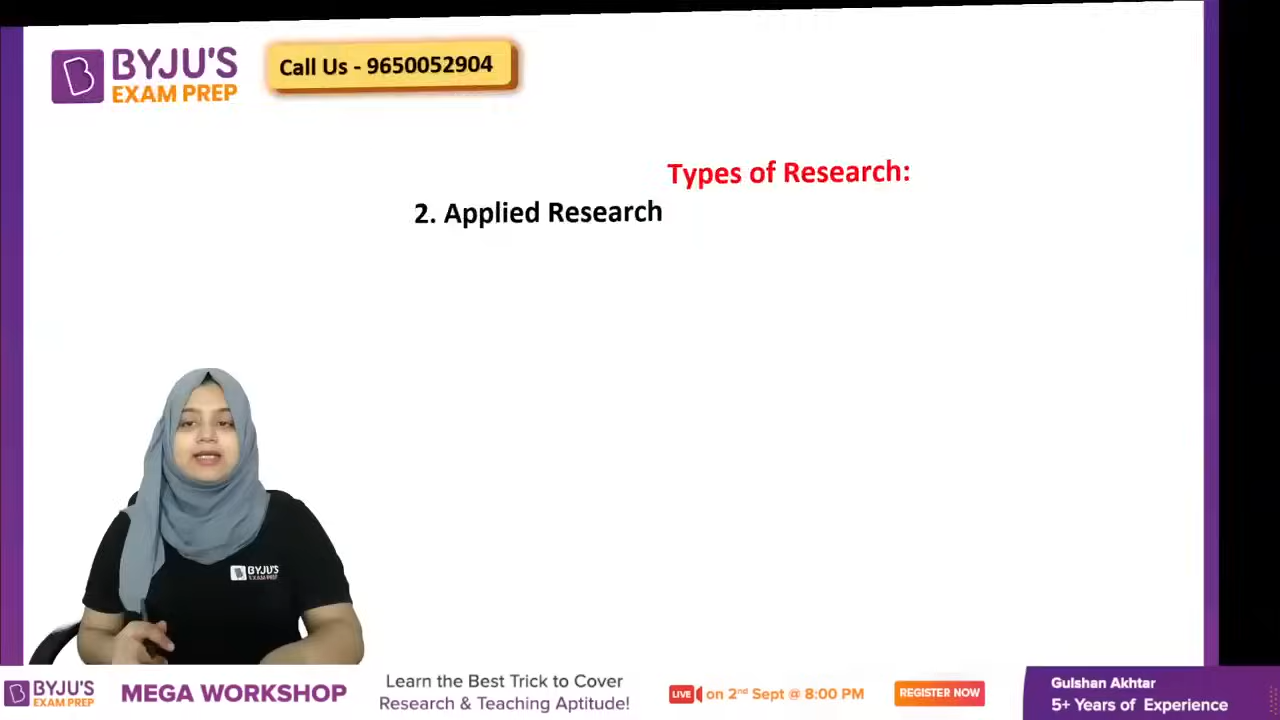 BYJU'S
EXAM PREP
Call Us - 9650052904
Types of Research:
2. Applied Research
BYJU'S
EXAM PREP
BYJU'S
EXAM PREP
MEGA WORKSHOP
Learn the Best Trick to Cover
Research & Teaching Aptitude!
LIVE
on 2nd Sept @ 8:00 PM
REGISTER NOW
Gulshan Akhtar
5+ Years of Experience